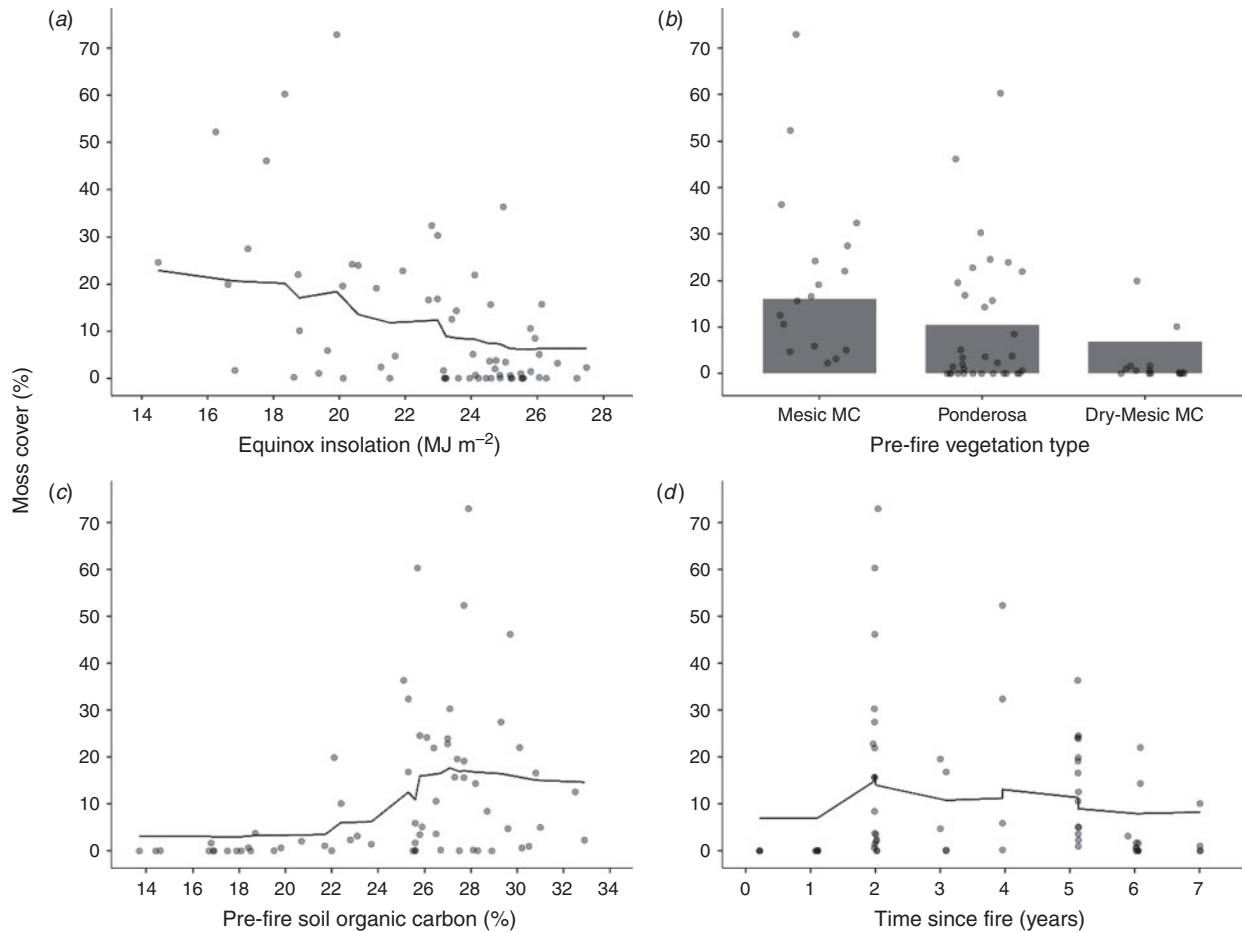 (a)
(b)
70
60
50
40
30
20
10
0
14 16 18 20 22 24 26 28
Equinox insolation (MJ m–2)
70
60
50
40
30
20
10
0
Mesic MC Ponderosa Dry-Mesic MC
Pre-fire vegetation type
Moss cover (%)
(c)
(d)
70
60
50
40
30
20
10
0
14 16 18 20 22 24 26 28 30 32 34
Pre-fire soil organic carbon (%)
70
60
50
40
30
20
10
0
0 1 2 3 4 5 6 7
Time since fire (years)